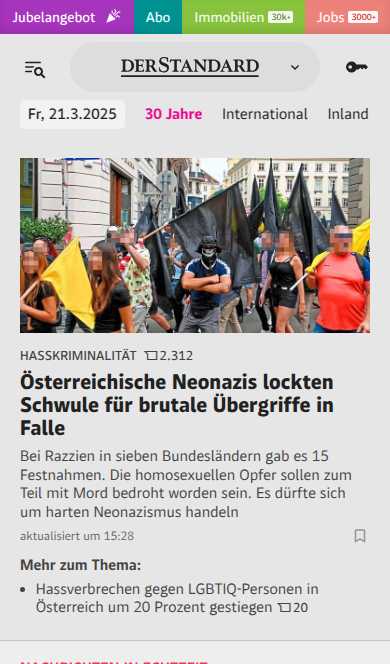 Jubelangebot Abo Immobilien 30k+ Jobs 3000+
DERSTANDARD
Fr, 21.3.2025 30 Jahre International Inland
HASSKRIMINALITÄT 2.312
Österreichische Neonazis lockten
Schwule für brutale Übergriffe in
Falle
Bei Razzien in sieben Bundesländern gab es 15
Festnahmen. Die homosexuellen Opfer sollen zum
Teil mit Mord bedroht worden sein. Es dürfte sich
um harten Neonazismus handeln
aktualisiert um 15:28
Mehr zum Thema:
• Hassverbrechen gegen LGBTIQ-Personen in
Österreich um 20 Prozent gestiegen 20